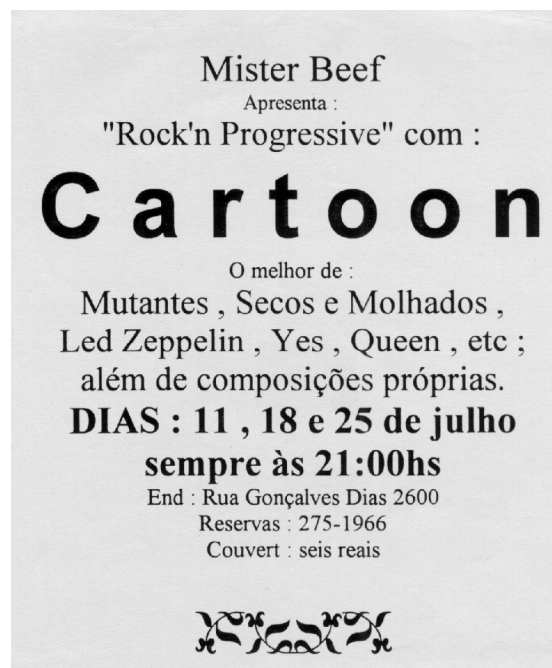 Mister Beef
Apresenta :
"Rock'n Progressive" com :
Cartoon
O melhor de :
Mutantes , Secos e Molhados ,
Led Zeppelin , Yes , Queen , etc ;
além de composições próprias.
DIAS : 11 , 18 e 25 de julho
sempre às 21:00hs
End : Rua Gonçalves Dias 2600
Reservas : 275-1966
Couvert : seis reais